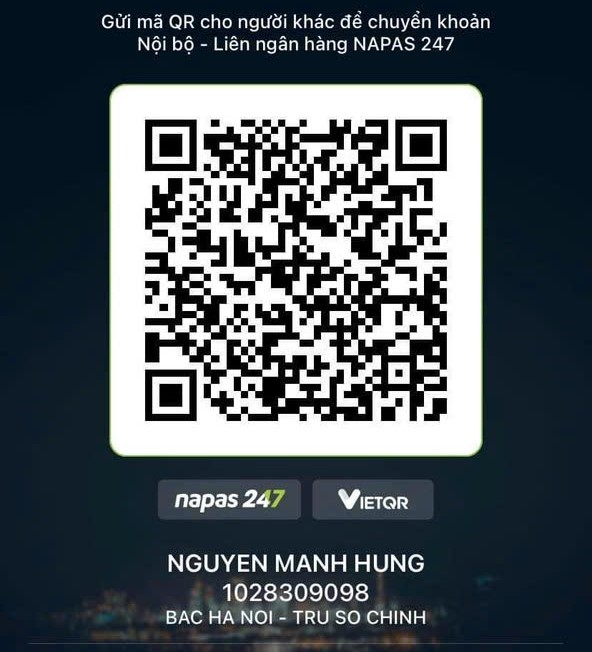 Gửi mã QR cho người khác để chuyển khoản
Nội bộ - Liên ngân hàng NAPAS 247
napas 247
VIETQR
NGUYEN MANH HUNG
1028309098
BAC HA NOI - TRU SO CHINH